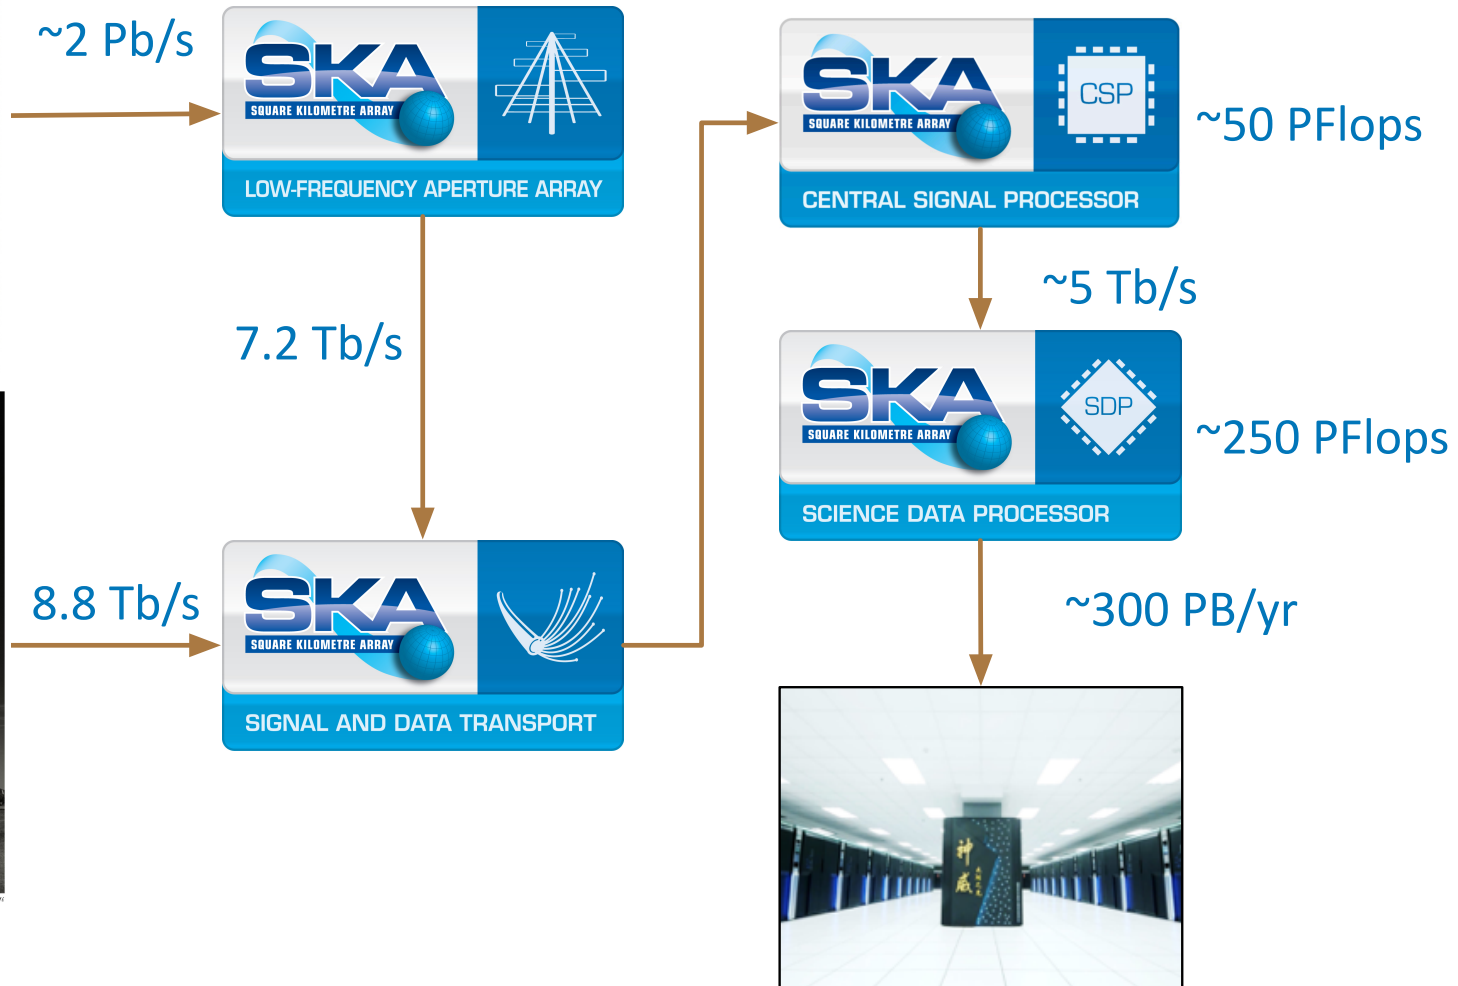 ~2 Pb/s
SKA
SQUARE KILOMETRE ARRAY
LOW-FREQUENCY APERTURE ARRAY
7.2 Tb/s
8.8 Tb/s
SKA
SQUARE KILOMETRE ARRAY
SIGNAL AND DATA TRANSPORT
SKA
SQUARE KILOMETRE ARRAY
CSP
CENTRAL SIGNAL PROCESSOR
~50 PFlops
~5 Tb/s
SKA
SQUARE KILOMETRE ARRAY
SDP
SCIENCE DATA PROCESSOR
~250 PFlops
~300 PB/yr
神威